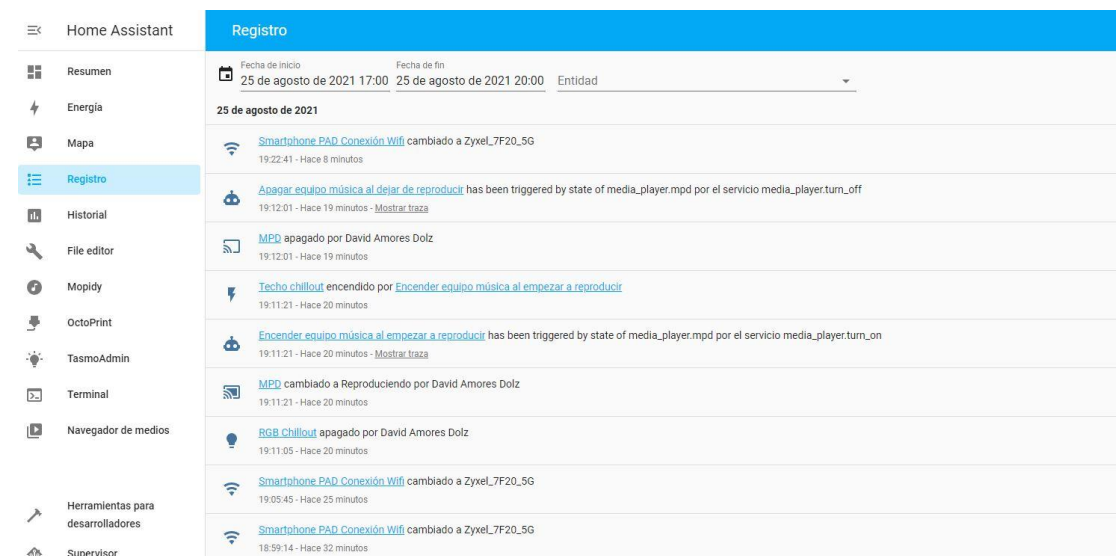 Home Assistant
Resumen
Energía
Mapa
Registro
Historial
File editor
Mopidy
OctoPrint
TasmoAdmin
Terminal
Navegador de medios
Herramientas para
desarrolladores
Supervisor
Registro
Fecha de inicio Fecha de fin
25 de agosto de 2021 17:00 25 de agosto de 2021 20:00 Entidad
25 de agosto de 2021
Smartphone PAD Conexión Wifi cambiado a Zyxel_7F20_5G
19:22:41 - Hace 8 minutos
Apagar equipo música al dejar de reproducir has been triggered by state of media_player.mpd por el servicio media_player.turn_off
19:12:01 - Hace 19 minutos - Mostrar traza
MPD apagado por David Amores Dolz
19:12:01 - Hace 19 minutos
Techo chillout encendido por Encender equipo música al empezar a reproducir
19:11:21 - Hace 20 minutos
Encender equipo música al empezar a reproducir has been triggered by state of media_player.mpd por el servicio media_player.turn_on
19:11:21 - Hace 20 minutos - Mostrar traza
MPD cambiado a Reproduciendo por David Amores Dolz
19:11:21 - Hace 20 minutos
RGB Chillout apagado por David Amores Dolz
19:11:05 - Hace 20 minutos
Smartphone PAD Conexión Wifi cambiado a Zyxel_7F20_5G
19:05:45 - Hace 25 minutos
Smartphone PAD Conexión Wifi cambiado a Zyxel_7F20_5G
18:59:14 - Hace 32 minutos